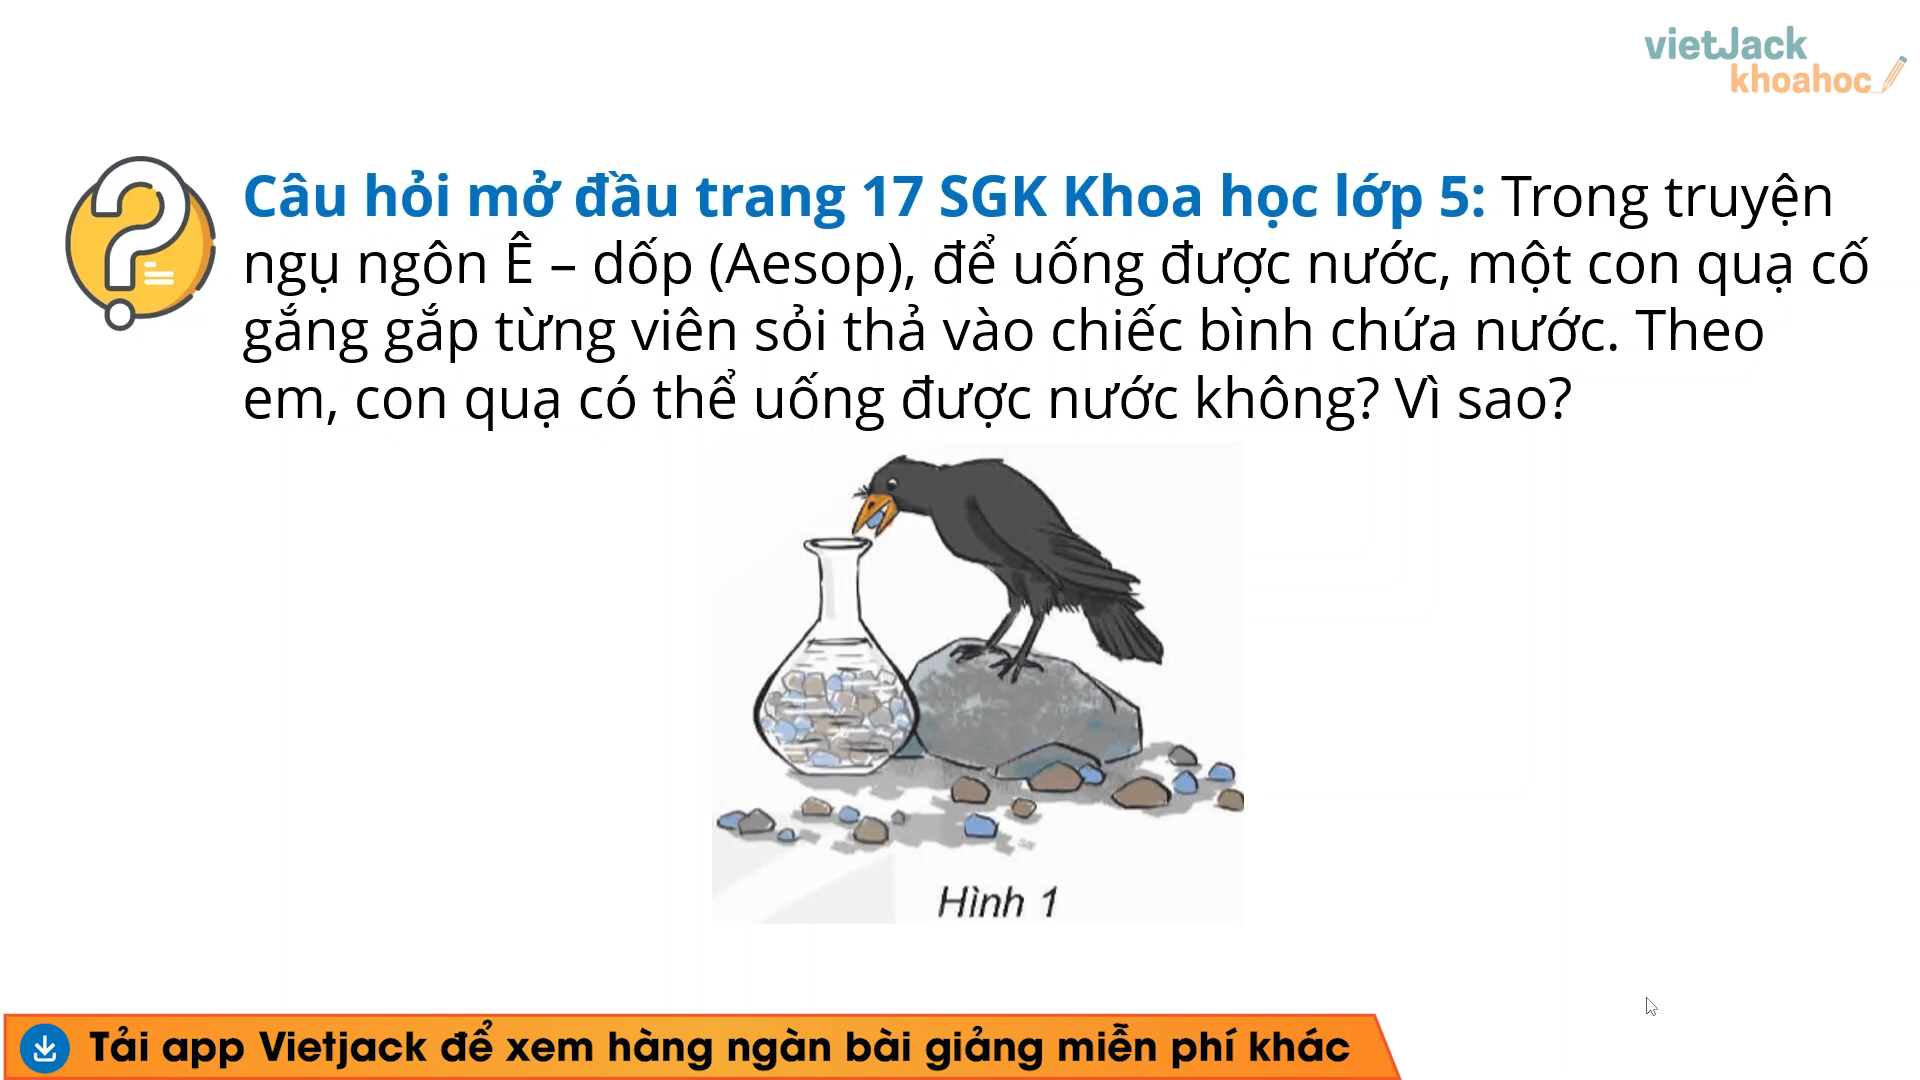 vietJack
khoahoc
Câu hỏi mở đầu trang 17 SGK Khoa học lớp 5: Trong truyện
ngụ ngôn Ê – dốp (Aesop), để uống được nước, một con quạ cố
gắng gắp từng viên sỏi thả vào chiếc bình chứa nước. Theo
em, con quạ có thể uống được nước không? Vì sao?
Hình 1
Tải app Vietjack để xem hàng ngàn bài giảng miễn phí khác